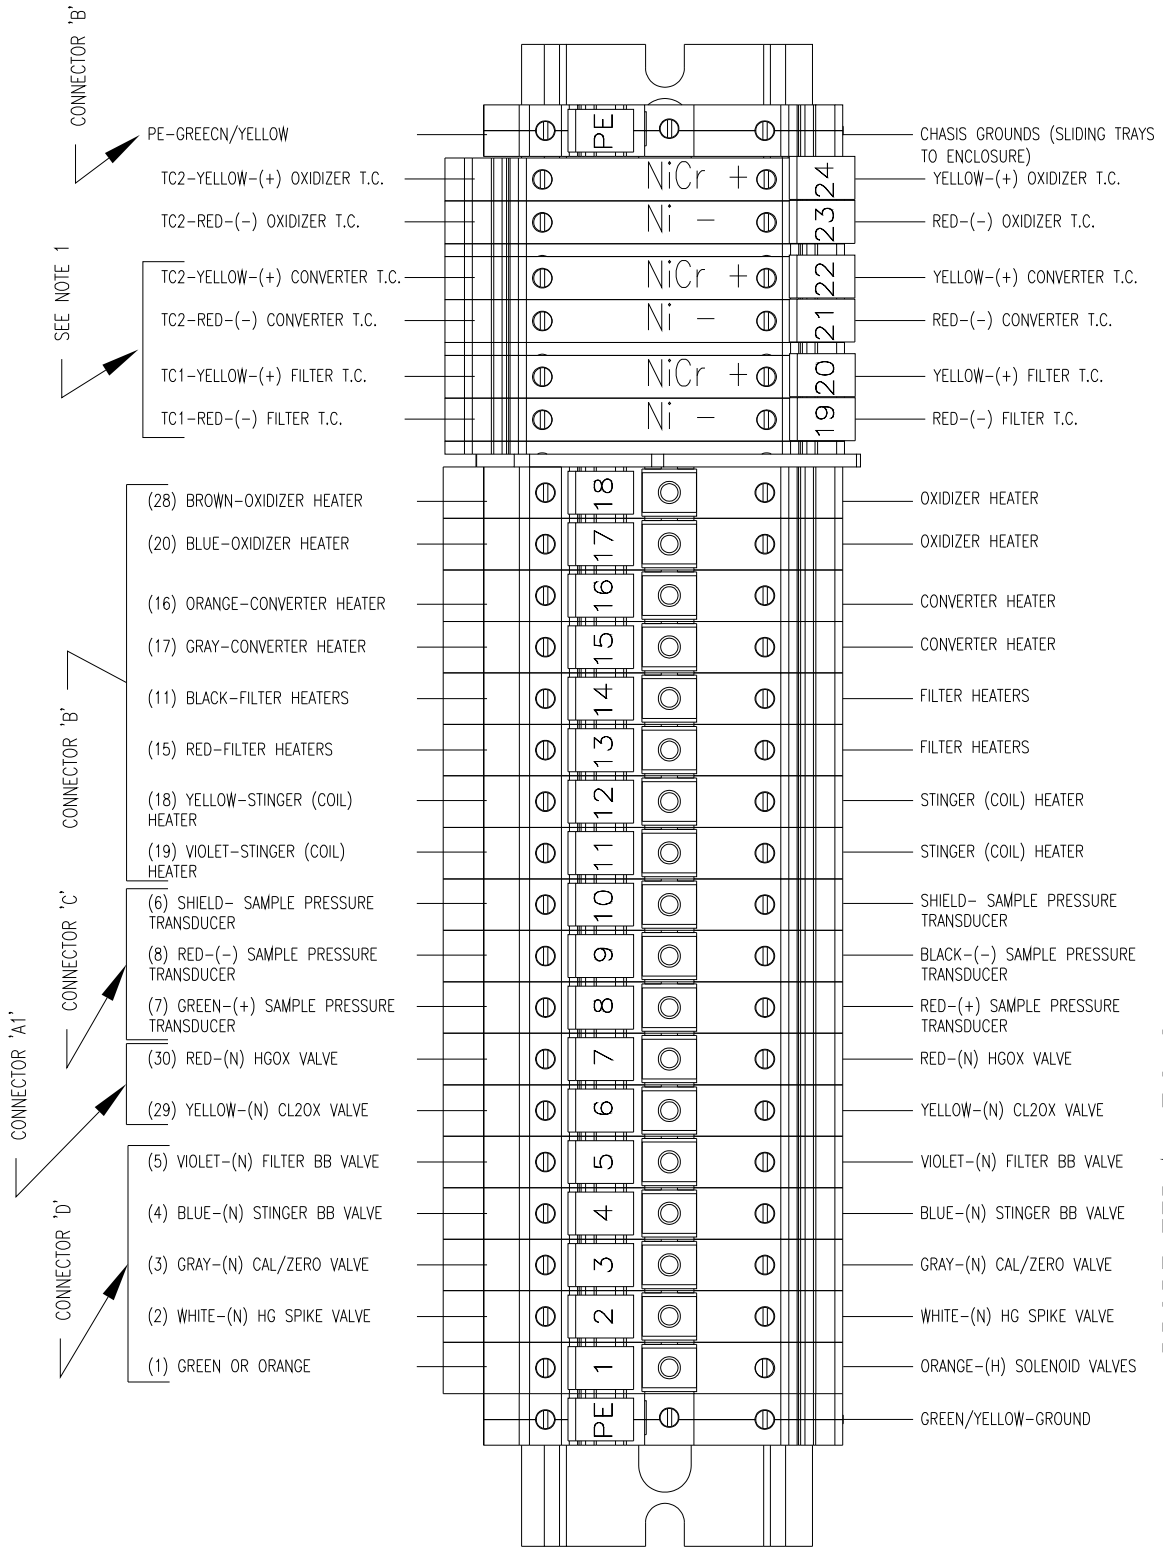 CONNECTOR 'B'
PE-GREECN/YELLOW
PE
CHASIS GROUNDS (SLIDING TRAYS
TO ENCLOSURE)
TC2-YELLOW-(+) OXIDIZER T.C.
NiCr +
24
YELLOW-(+) OXIDIZER T.C.
TC2-RED-(-) OXIDIZER T.C.
Ni -
23
RED-(-) OXIDIZER T.C.
SEE NOTE 1
TC2-YELLOW-(+) CONVERTER T.C.
NiCr +
22
YELLOW-(+) CONVERTER T.C.
TC2-RED-(-) CONVERTER T.C.
Ni -
21
RED-(-) CONVERTER T.C.
TC1-YELLOW-(+) FILTER T.C.
NiCr +
20
YELLOW-(+) FILTER T.C.
TC1-RED-(-) FILTER T.C.
Ni -
19
RED-(-) FILTER T.C.
CONNECTOR 'B'
(28) BROWN-OXIDIZER HEATER
18
OXIDIZER HEATER
(20) BLUE-OXIDIZER HEATER
17
OXIDIZER HEATER
(16) ORANGE-CONVERTER HEATER
16
CONVERTER HEATER
(17) GRAY-CONVERTER HEATER
15
CONVERTER HEATER
(11) BLACK-FILTER HEATERS
14
FILTER HEATERS
(15) RED-FILTER HEATERS
13
FILTER HEATERS
(18) YELLOW-STINGER (COIL)
HEATER
12
STINGER (COIL) HEATER
(19) VIOLET-STINGER (COIL)
HEATER
11
STINGER (COIL) HEATER
CONNECTOR 'C'
(6) SHIELD- SAMPLE PRESSURE
TRANSDUCER
10
SHIELD- SAMPLE PRESSURE
TRANSDUCER
(8) RED-(-) SAMPLE PRESSURE
TRANSDUCER
9
BLACK-(-) SAMPLE PRESSURE
TRANSDUCER
(7) GREEN-(+) SAMPLE PRESSURE
TRANSDUCER
8
RED-(+) SAMPLE PRESSURE
TRANSDUCER
CONNECTOR 'A1'
(30) RED-(N) HGOX VALVE
7
RED-(N) HGOX VALVE
(29) YELLOW-(N) CL2OX VALVE
6
YELLOW-(N) CL2OX VALVE
CONNECTOR 'D'
(5) VIOLET-(N) FILTER BB VALVE
5
VIOLET-(N) FILTER BB VALVE
(4) BLUE-(N) STINGER BB VALVE
4
BLUE-(N) STINGER BB VALVE
(3) GRAY-(N) CAL/ZERO VALVE
3
GRAY-(N) CAL/ZERO VALVE
(2) WHITE-(N) HG SPIKE VALVE
2
WHITE-(N) HG SPIKE VALVE
(1) GREEN OR ORANGE
1
ORANGE-(H) SOLENOID VALVES
PE
GREEN/YELLOW-GROUND